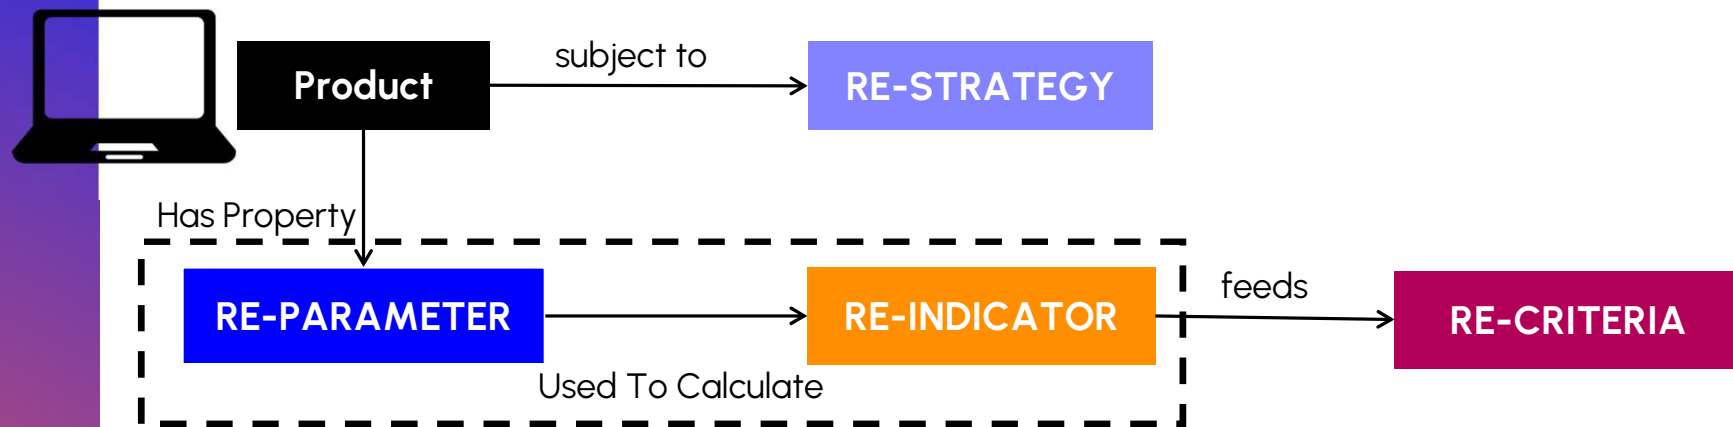 subject to
Product
RE-STRATEGY
Has Property
feeds
RE-PARAMETER
RE-INDICATOR
RE-CRITERIA
Used To Calculate